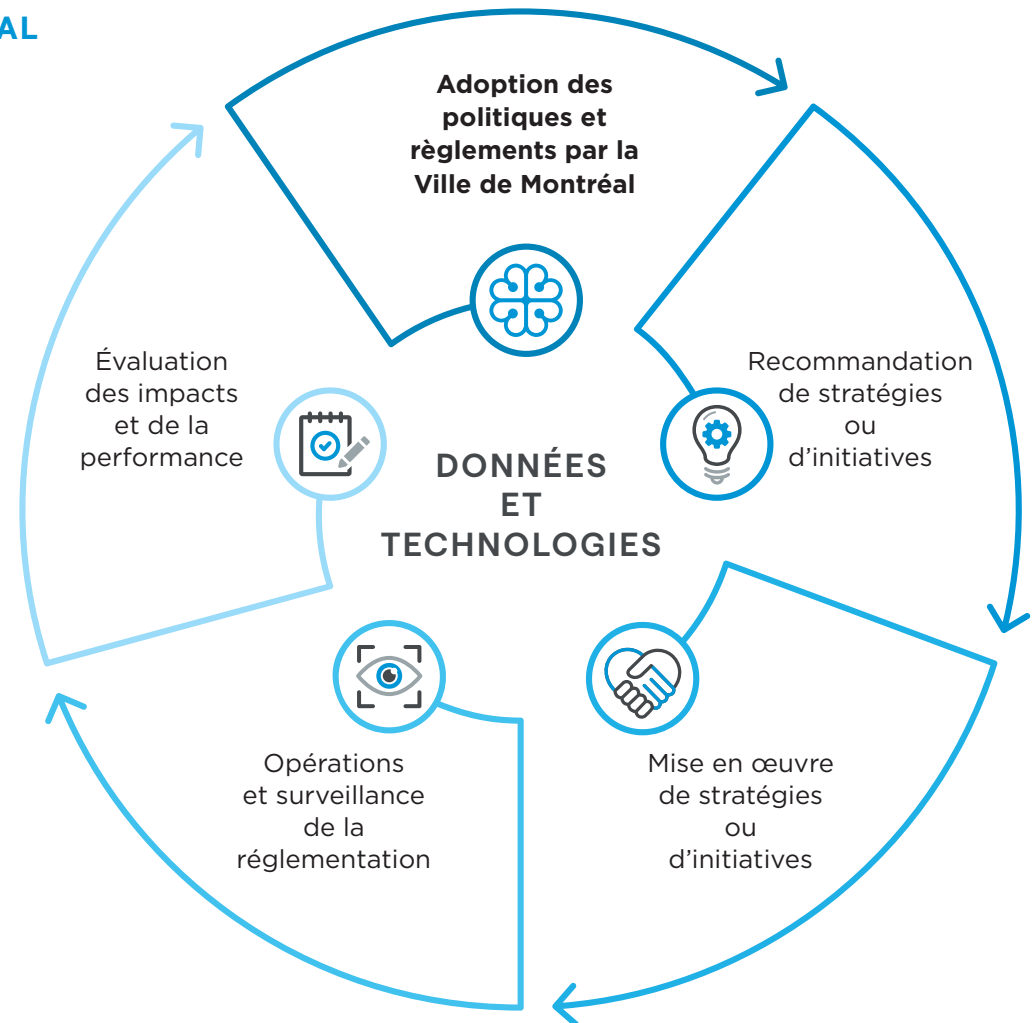 AL
Adoption des
politiques et
règlements par la
Ville de Montréal
Recommandation
de stratégies
ou
d'initiatives
Mise en œuvre
de stratégies
ou
d'initiatives
Opérations
et surveillance
de la
réglementation
Évaluation
des impacts
et de la
performance
DONNÉES
ET
TECHNOLOGIES